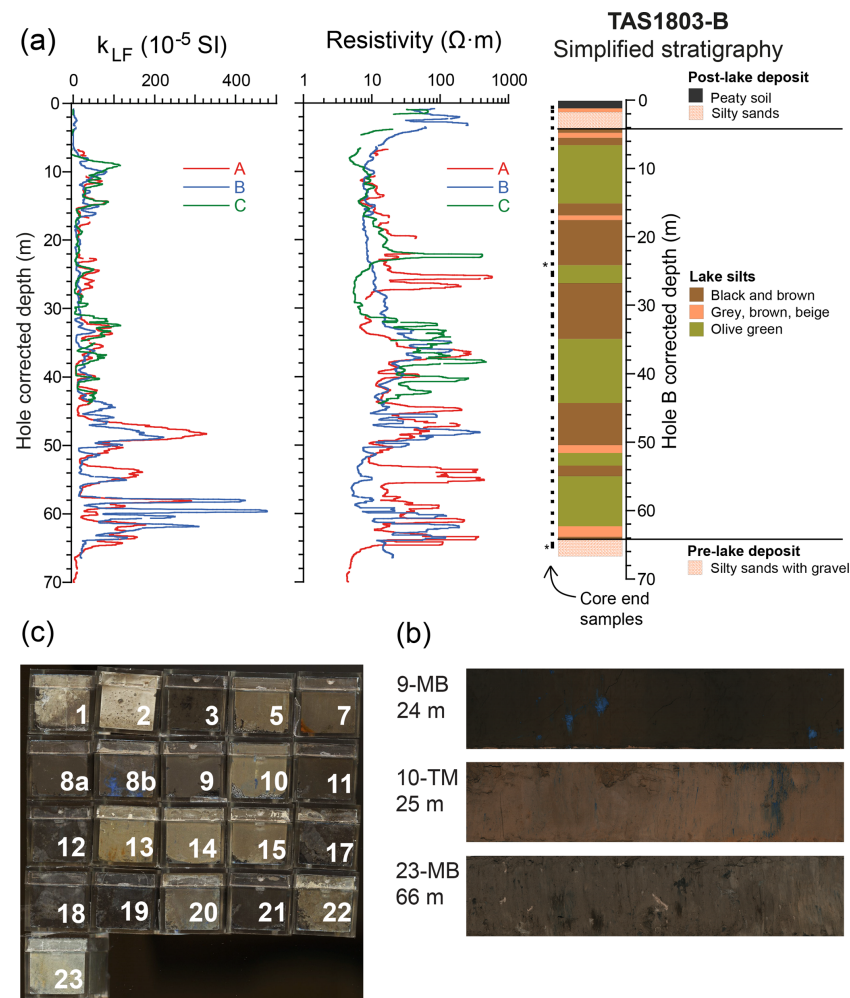 (a)
k_LF (10^-5 SI)
0 200 400
Resistivity (Ω·m)
1 10 100 1000
TAS1803-B
Simplified stratigraphy
Hole corrected depth (m)
0
10
20
30
40
50
60
70
A
B
C
A
B
C
*
*
Core end
samples
0
10
20
30
40
50
60
70
Hole B corrected depth (m)
Post-lake deposit
Peaty soil
Silty sands
Lake silts
Black and brown
Grey, brown, beige
Olive green
Pre-lake deposit
Silty sands with gravel
(c)
1 2 3 5 7
8a 8b 9 10 11
12 13 14 15 17
18 19 20 21 22
23
(b)
9-MB
24 m
10-TM
25 m
23-MB
66 m